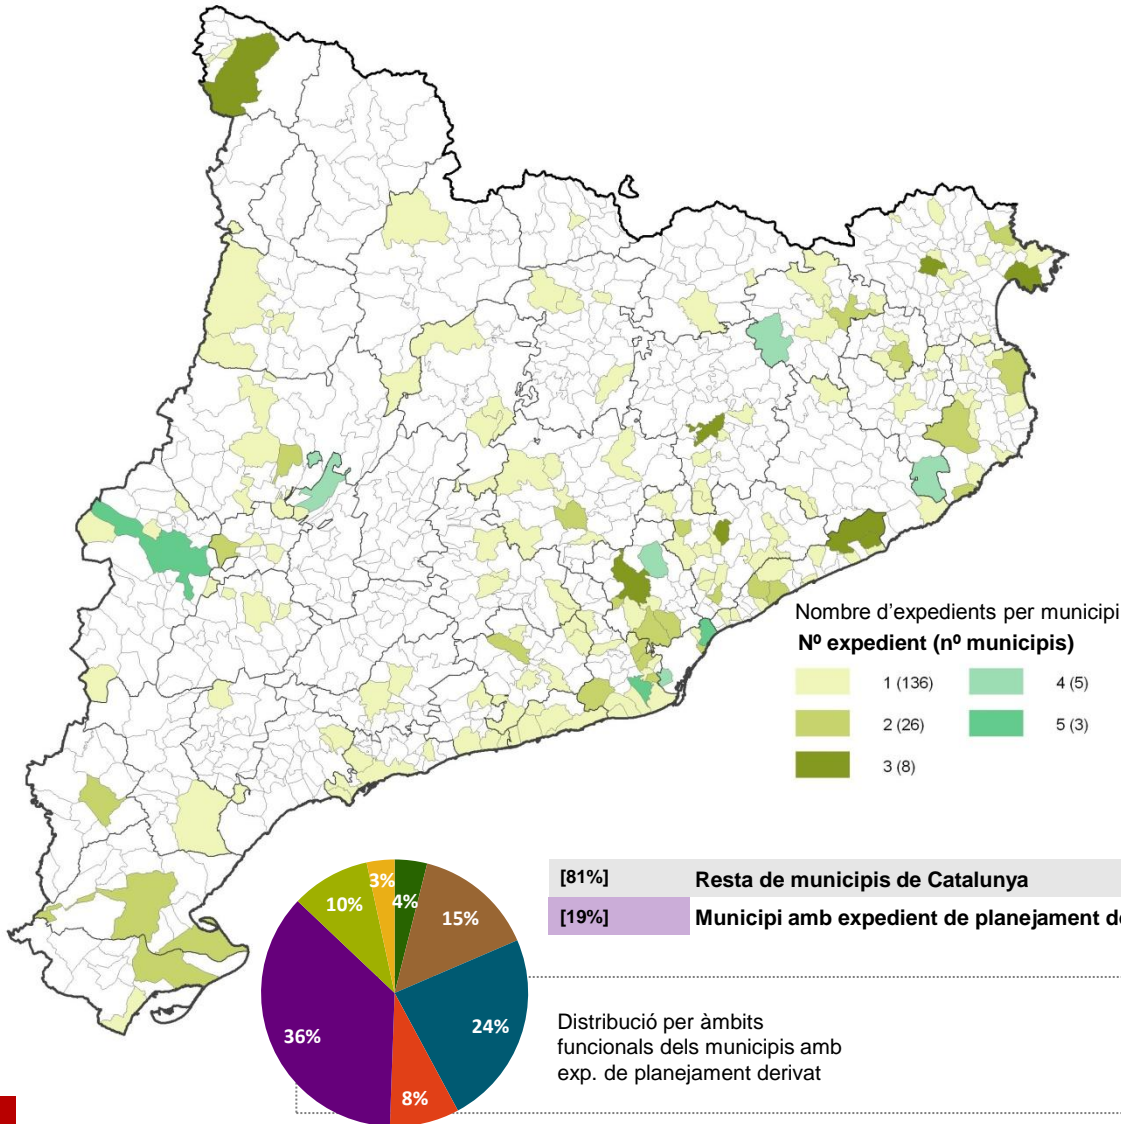 Nombre d'expedients per municipi
Nº expedient (nº municipis)
1 (136)
4 (5)
2 (26)
5 (3)
3 (8)
[81%] Resta de municipis de Catalunya
[19%] Municipi amb expedient de planejament de
3%
4%
10%
15%
36%
24%
8%
Distribució per àmbits
funcionals dels municipis amb
exp. de planejament derivat